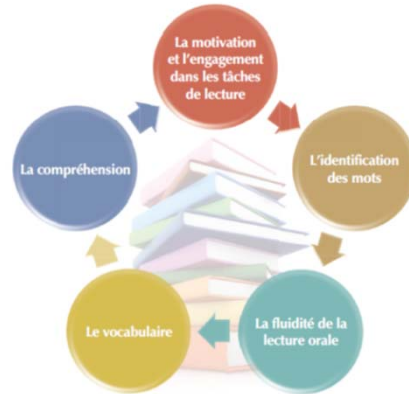 La motivation
et l'engagement
dans les tâches
de lecture
L'identification
des mots
La fluidité de la
lecture orale
Le vocabulaire
La compréhension